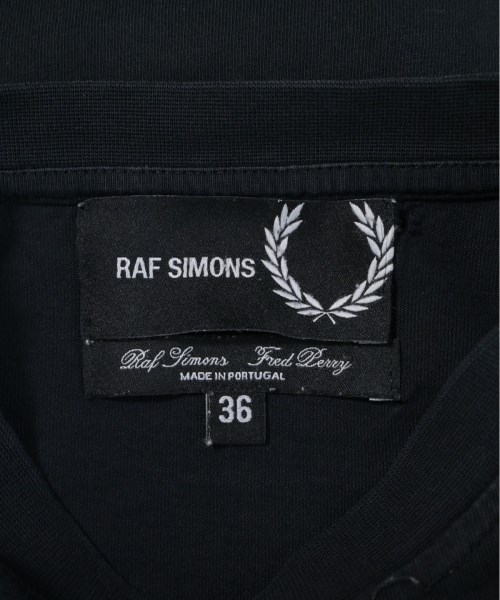 RAF SIMONS
Raf Simons Fred Perry
MADE IN PORTUGAL
36